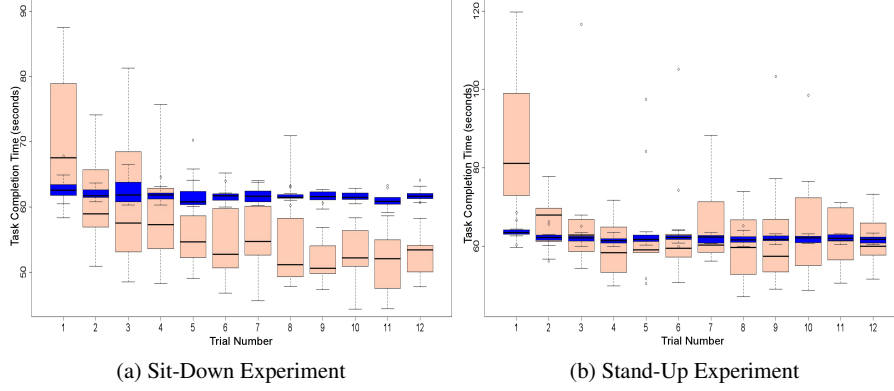 90
80
70
60
50
Task Completion Time (seconds)
1 2 3 4 5 6 7 8 9 10 11 12
Trial Number
(a) Sit-Down Experiment
120
100
80
60
Task Completion Time (seconds)
1 2 3 4 5 6 7 8 9 10 11 12
Trial Number
(b) Stand-Up Experiment